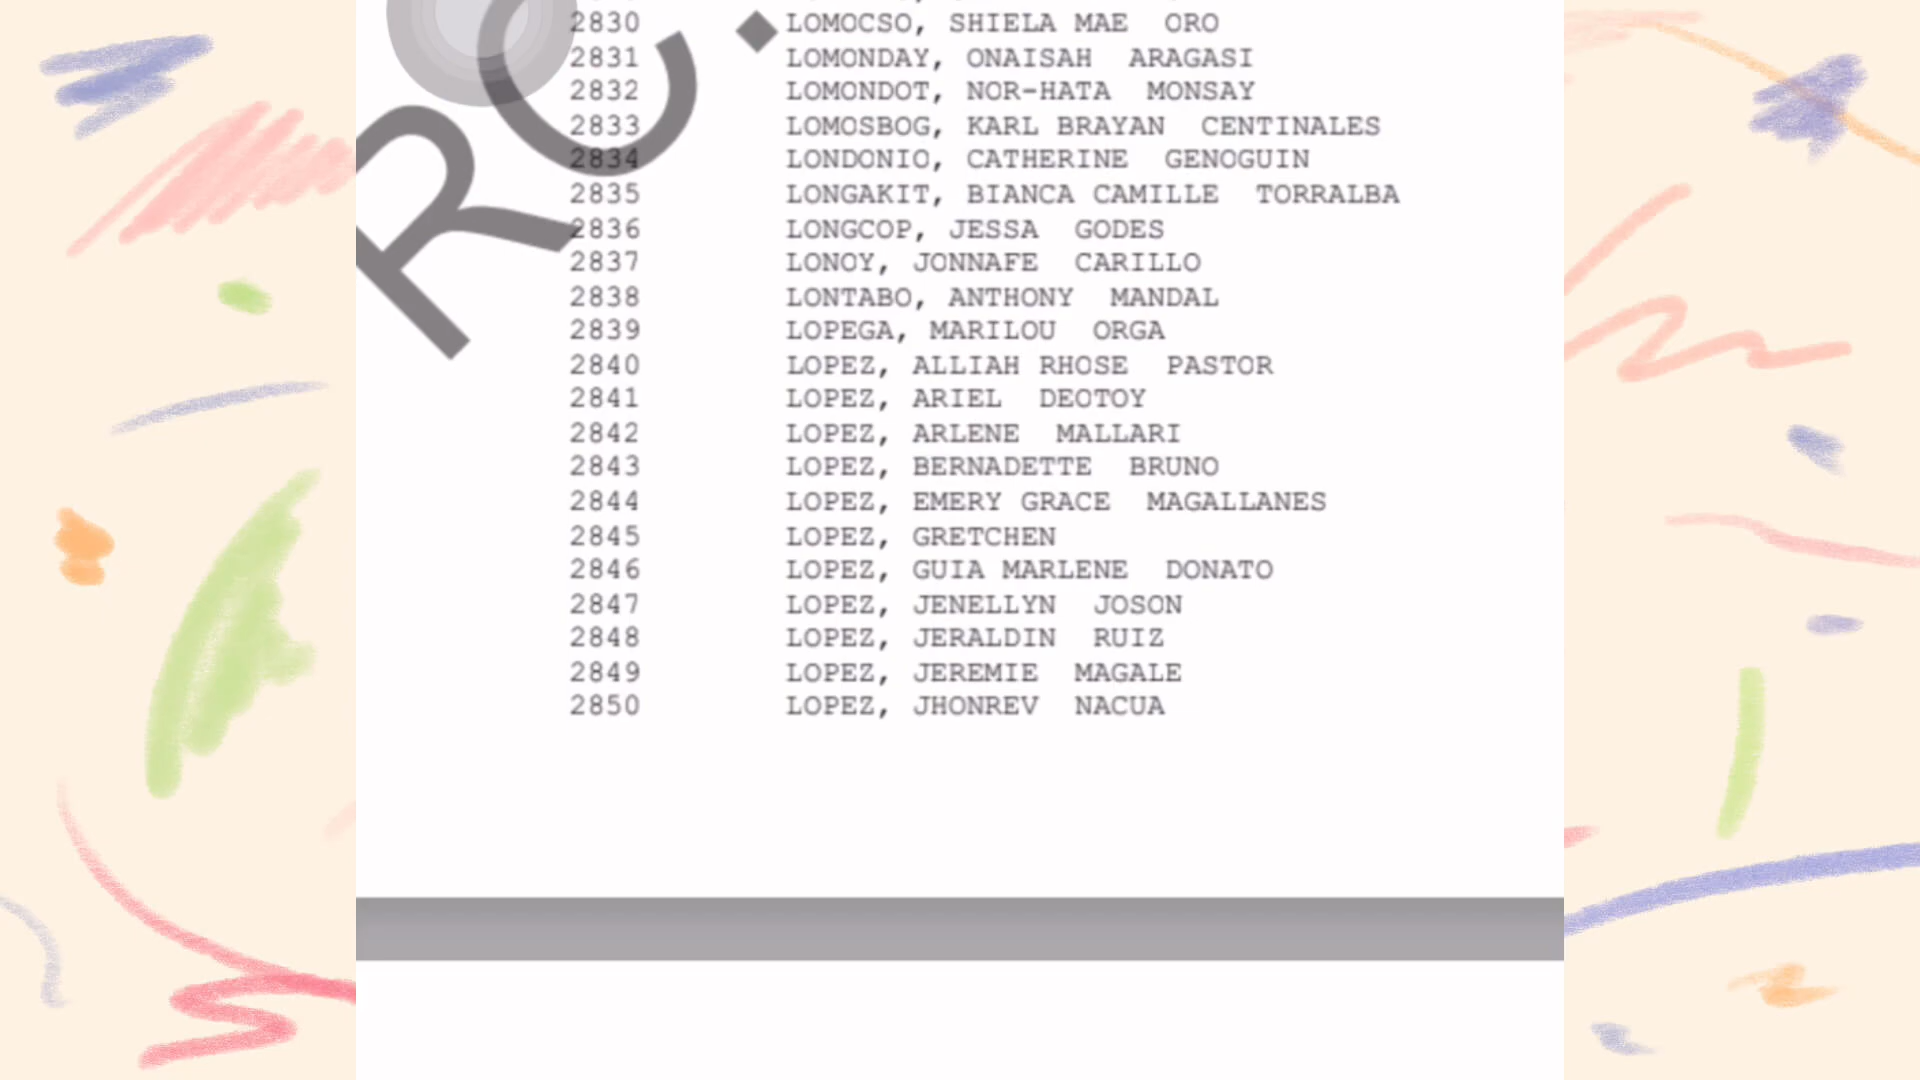 2830 LOMOCSO, SHIELA MAE ORO
2831 LOMONDAY, ONAISAH ARAGASI
2832 LOMONDOT, NOR-HATA MONSAY
2833 LOMOSBOG, KARL BRAYAN CENTINALES
2834 LONDONIO, CATHERINE GENOGUIN
2835 LONGAKIT, BIANCA CAMILLE TORRALBA
2836 LONGCOP, JESSA GODES
2837 LONOY, JONNAFE CARILLO
2838 LONTABO, ANTHONY MANDAL
2839 LOPEGA, MARILOU ORGA
2840 LOPEZ, ALLIAH RHOSE PASTOR
2841 LOPEZ, ARIEL DEOTOY
2842 LOPEZ, ARLENE MALLARI
2843 LOPEZ, BERNADETTE BRUNO
2844 LOPEZ, EMERY GRACE MAGALLANES
2845 LOPEZ, GRETCHEN
2846 LOPEZ, GUIA MARLENE DONATO
2847 LOPEZ, JENELLYN JOSON
2848 LOPEZ, JERALDIN RUIZ
2849 LOPEZ, JEREMIE MAGALE
2850 LOPEZ, JHONREV NACUA
RC